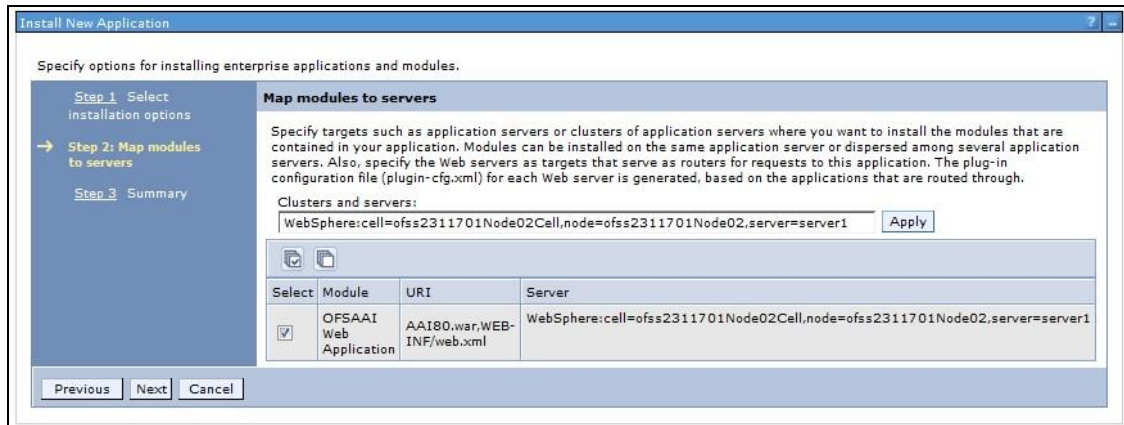 Install New Application
? –
Specify options for installing enterprise applications and modules.
Step 1 Select
installation options
→ Step 2: Map modules
to servers
Step 3 Summary
Map modules to servers
Specify targets such as application servers or clusters of application servers where you want to install the modules that are
contained in your application. Modules can be installed on the same application server or dispersed among several application
servers. Also, specify the Web servers as targets that serve as routers for requests to this application. The plug-in
configuration file (plugin-cfg.xml) for each Web server is generated, based on the applications that are routed through.
Clusters and servers:
WebSphere:cell=ofss2311701Node02Cell,node=ofss2311701Node02,server=server1
Apply
Select Module URI Server
OFSAAI
Web
Application
AAI80.war,WEB-
INF/web.xml
WebSphere:cell=ofss2311701Node02Cell,node=ofss2311701Node02,server=server1
Previous Next Cancel